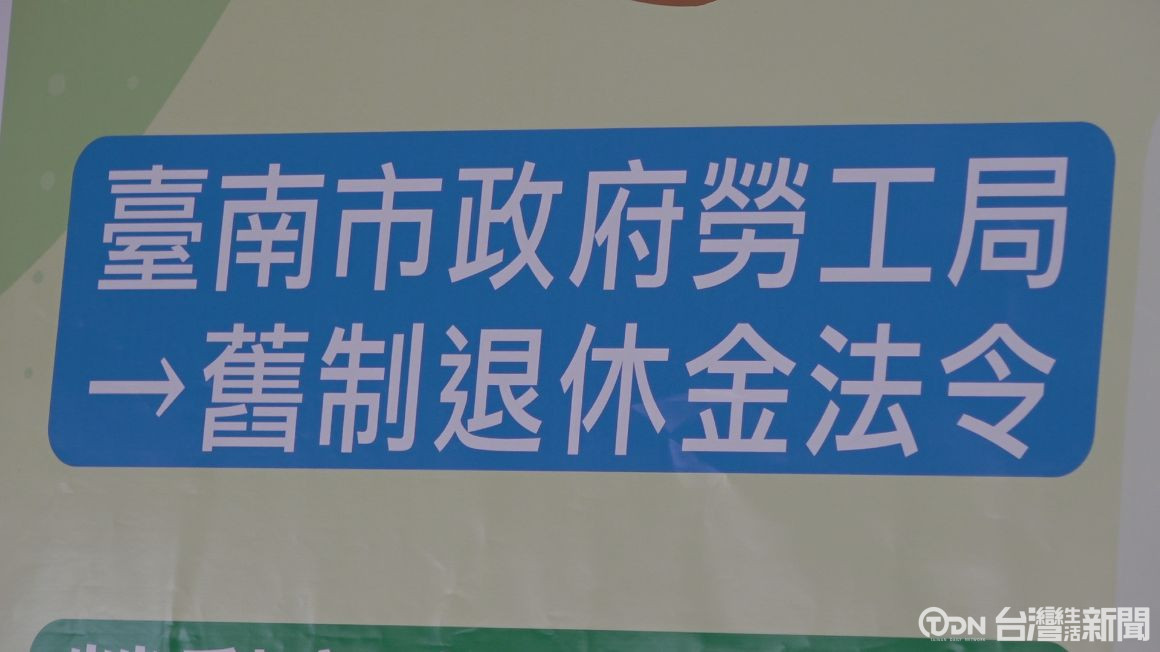 臺南市政府勞工局
→舊制退休金法令
TDN 台灣生活新聞